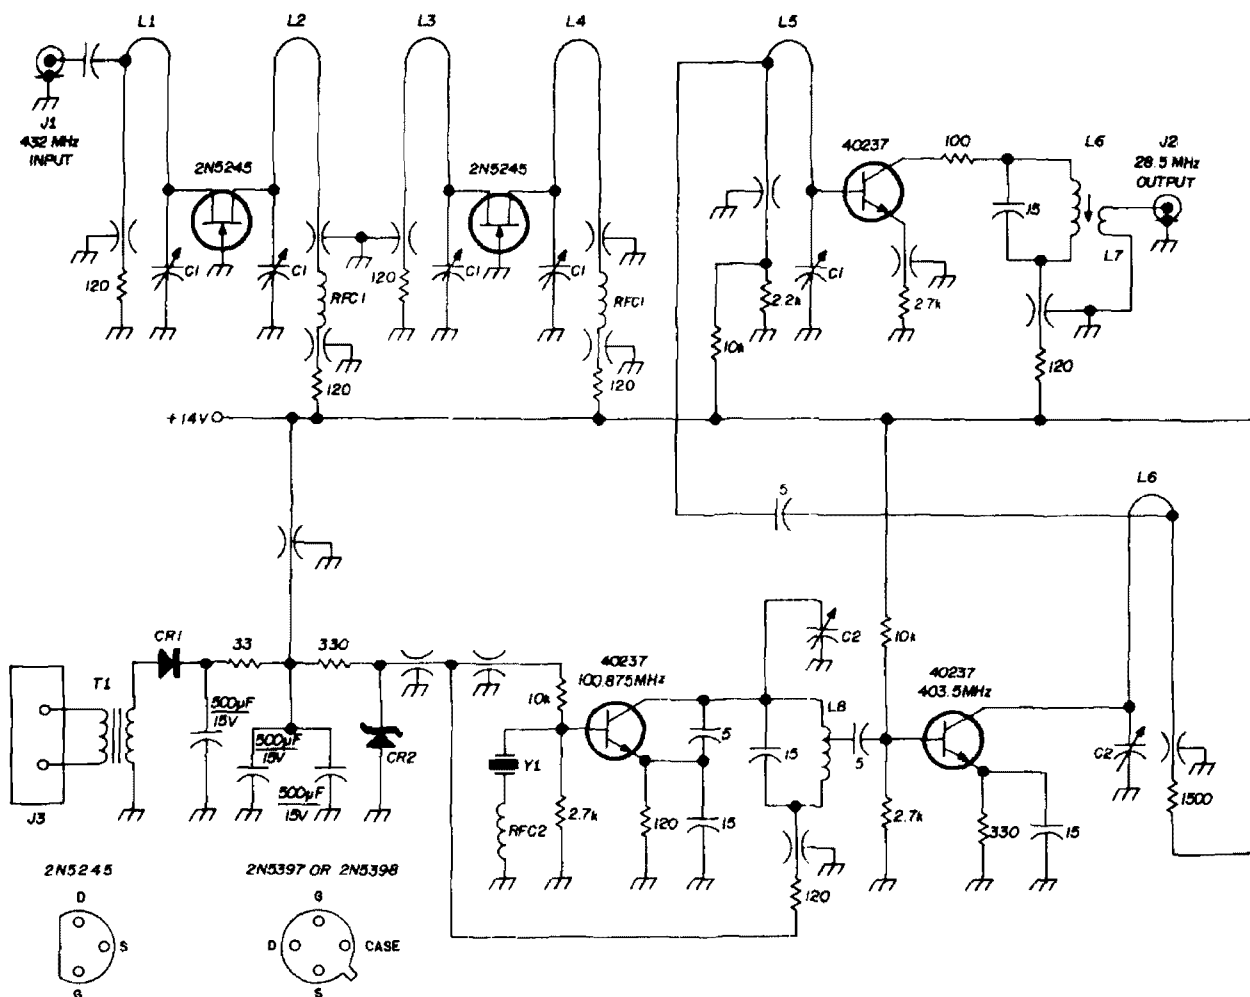 L1
L2
L3
L4
L5
J1
432 MHz
INPUT
2N5245
2N5245
40237
100
L6
J2
28.5 MHz
OUTPUT
15
L7
120
C1
C1
RFC1
120
C1
C1
RFC1
2.2k
C1
2.7k
10k
120
120
120
+14V
5
L6
CR1
33
330
T1
500µF
15V
500µF
15V
500µF
15V
CR2
J3
10k
40237
100.875MHz
Y1
RFC2
2.7k
120
5
15
15
C2
L8
5
10k
40237
403.5MHz
2.7k
330
15
C2
1500
120
2N5245
D
S
G
2N5397 OR 2N5398
G
D
CASE
S